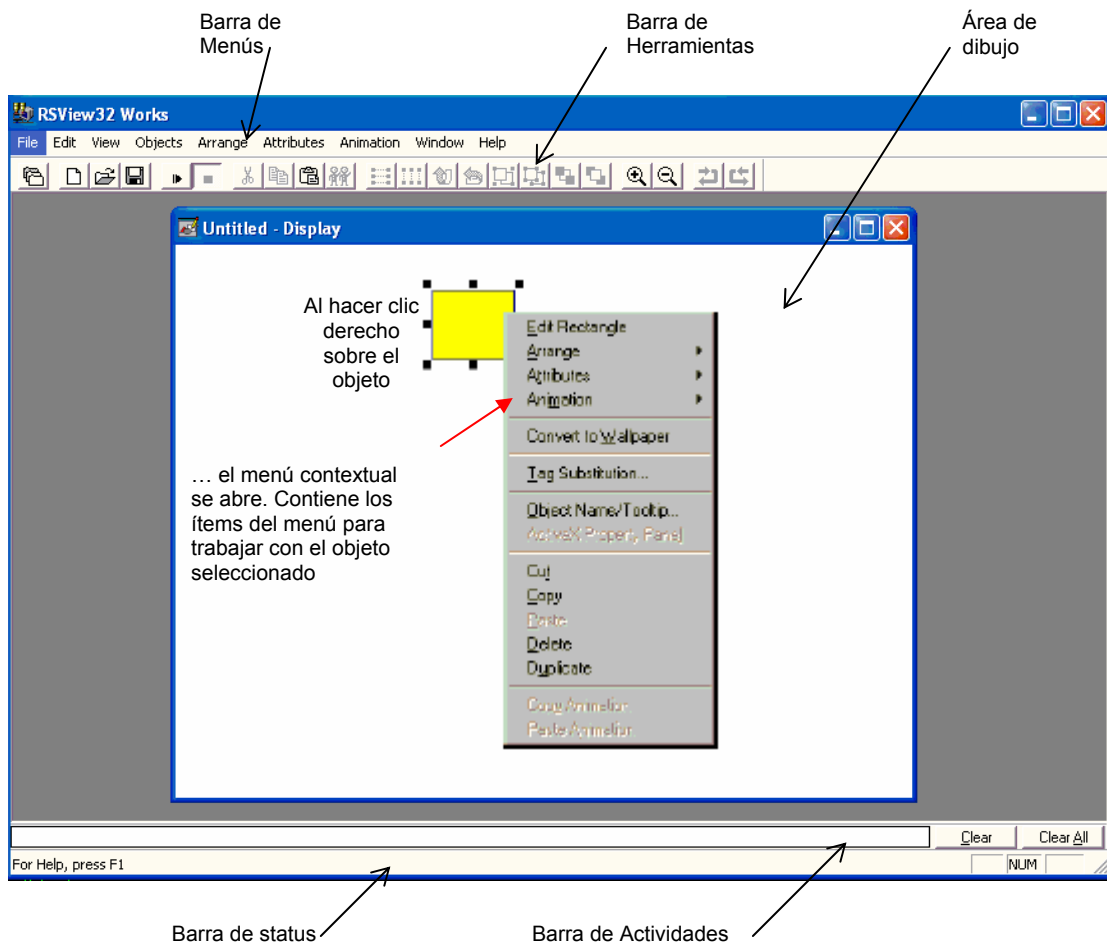 Barra de
Menús
Barra de
Herramientas
Área de
dibujo
RSView32 Works
File Edit View Objects Arrange Attributes Animation Window Help
Untitled - Display
Al hacer clic
derecho
sobre el
objeto
… el menú contextual
se abre. Contiene los
ítems del menú para
trabajar con el objeto
seleccionado
Edit Rectangle
Arrange
Attributes
Animation
Convert to Wallpaper
Tag Substitution...
Object Name/Tooltip...
ActiveX Property Panel
Cut
Copy
Paste
Delete
Duplicate
Copy Animation
Paste Animation
Clear Clear All
For Help, press F1
NUM
Barra de status
Barra de Actividades